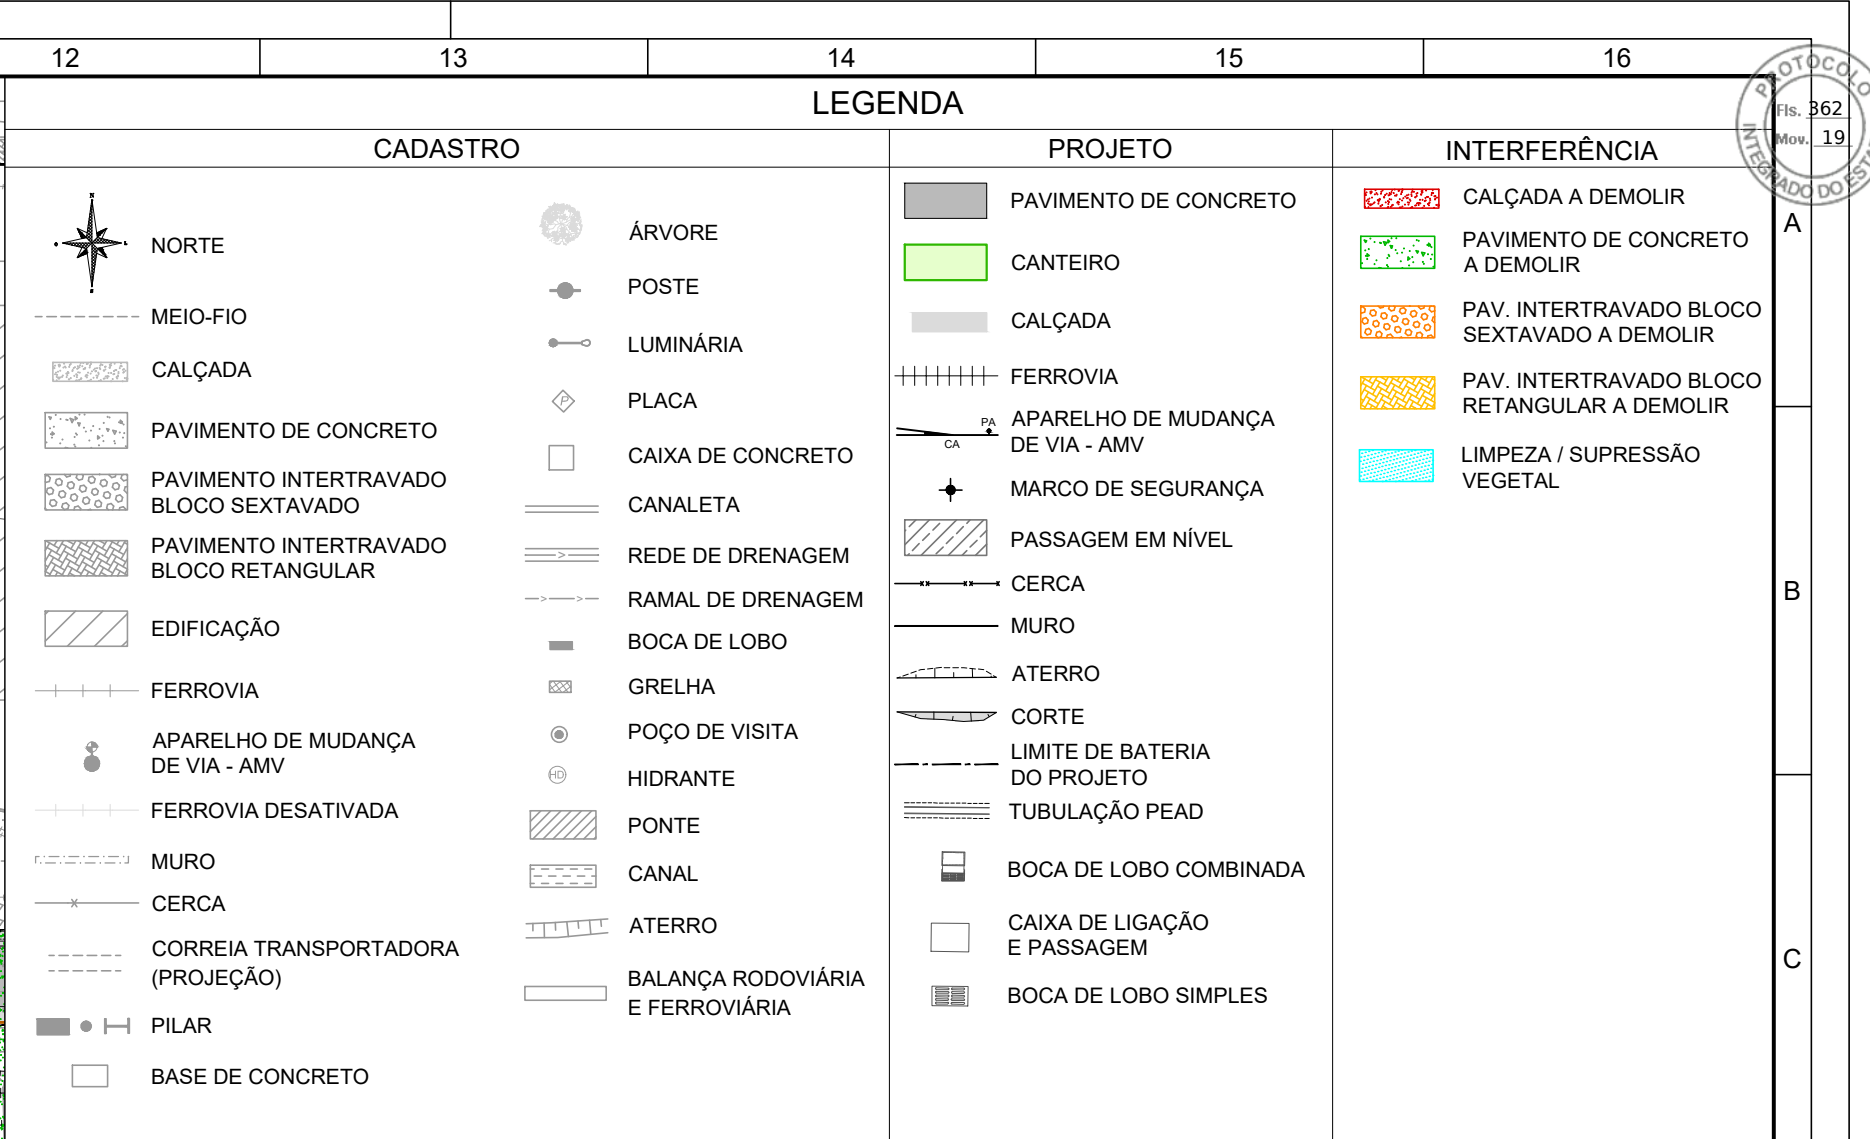 12 13 14 15 16
LEGENDA
CADASTRO
NORTE
MEIO-FIO
CALÇADA
PAVIMENTO DE CONCRETO
PAVIMENTO INTERTRAVADO
BLOCO SEXTAVADO
PAVIMENTO INTERTRAVADO
BLOCO RETANGULAR
EDIFICAÇÃO
FERROVIA
APARELHO DE MUDANÇA
DE VIA - AMV
FERROVIA DESATIVADA
MURO
CERCA
X
CORREIA TRANSPORTADORA
(PROJEÇÃO)
PILAR
BASE DE CONCRETO
ÁRVORE
POSTE
LUMINÁRIA
P
PLACA
CAIXA DE CONCRETO
CANALETA
REDE DE DRENAGEM
RAMAL DE DRENAGEM
BOCA DE LOBO
GRELHA
POÇO DE VISITA
HD
HIDRANTE
PONTE
CANAL
ATERRO
BALANÇA RODOVIÁRIA
E FERROVIÁRIA
PROJETO
PAVIMENTO DE CONCRETO
CANTEIRO
CALÇADA
FERROVIA
PA
CA
APARELHO DE MUDANÇA
DE VIA - AMV
MARCO DE SEGURANÇA
PASSAGEM EM NÍVEL
CERCA
MURO
ATERRO
CORTE
LIMITE DE BATERIA
DO PROJETO
TUBULAÇÃO PEAD
BOCA DE LOBO COMBINADA
CAIXA DE LIGAÇÃO
E PASSAGEM
BOCA DE LOBO SIMPLES
INTERFERÊNCIA
CALÇADA A DEMOLIR
PAVIMENTO DE CONCRETO
A DEMOLIR
PAV. INTERTRAVADO BLOCO
SEXTAVADO A DEMOLIR
PAV. INTERTRAVADO BLOCO
RETANGULAR A DEMOLIR
LIMPEZA / SUPRESSÃO
VEGETAL
PROTOCOLO
Fls. 362
Mov. 19
INTEGRADO DO
A
B
C